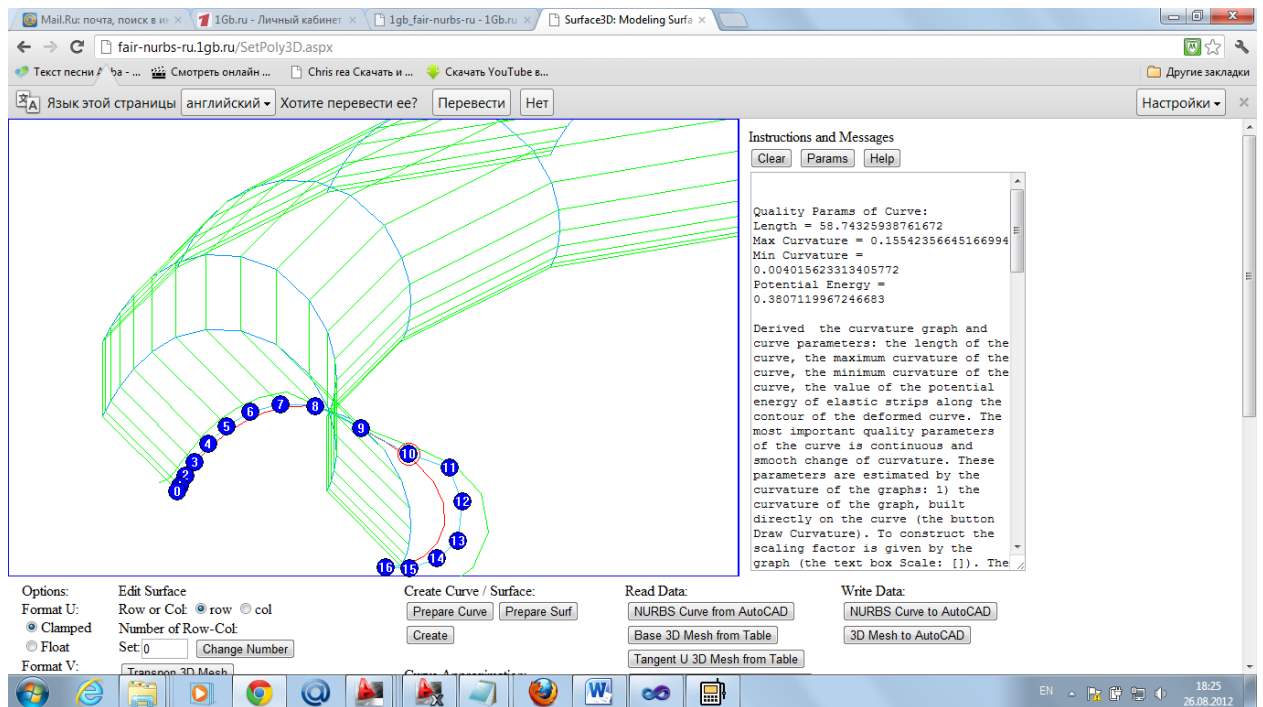 Mail.Ru: почта, поиск в ин
1Gb.ru - Личный кабинет
1gb_fair-nurbs-ru - 1Gb.ru
Surface3D: Modeling Surfa
fair-nurbs-ru.1gb.ru/SetPoly3D.aspx
Текст песни Смотреть онлайн ... Chris rea Скачать и ... Скачать YouTube в... Другие закладки
Язык этой страницы английский Хотите перевести ее? Перевести Нет Настройки
Instructions and Messages
Clear Params Help
Quality Params of Curve:
Length = 58.74325938761672
Max Curvature = 0.15542356645166994
Min Curvature =
0.004015623313405772
Potential Energy =
0.3807119967246683
Derived the curvature graph and
curve parameters: the length of the
curve, the maximum curvature of the
curve, the minimum curvature of the
curve, the value of the potential
energy of elastic strips along the
contour of the deformed curve. The
most important quality parameters
of the curve is continuous and
smooth change of curvature. These
parameters are estimated by the
curvature of the graphs: 1) the
curvature of the graph, built
directly on the curve (the button
Draw Curvature). To construct the
scaling factor is given by the
graph (the text box Scale: []). The
0
2
3
4
5
6
7
8
9
10
11
12
13
14
15
16
Options: Edit Surface Create Curve / Surface: Read Data: Write Data:
Format U: Row or Col: row col Prepare Curve Prepare Surf NURBS Curve from AutoCAD NURBS Curve to AutoCAD
Clamped Number of Row-Col: Create Base 3D Mesh from Table 3D Mesh to AutoCAD
Float Set: 0 Change Number Tangent U 3D Mesh from Table
Format V: Transpon 3D Mesh Curve Approximation:
EN 18:25
26.08.2012